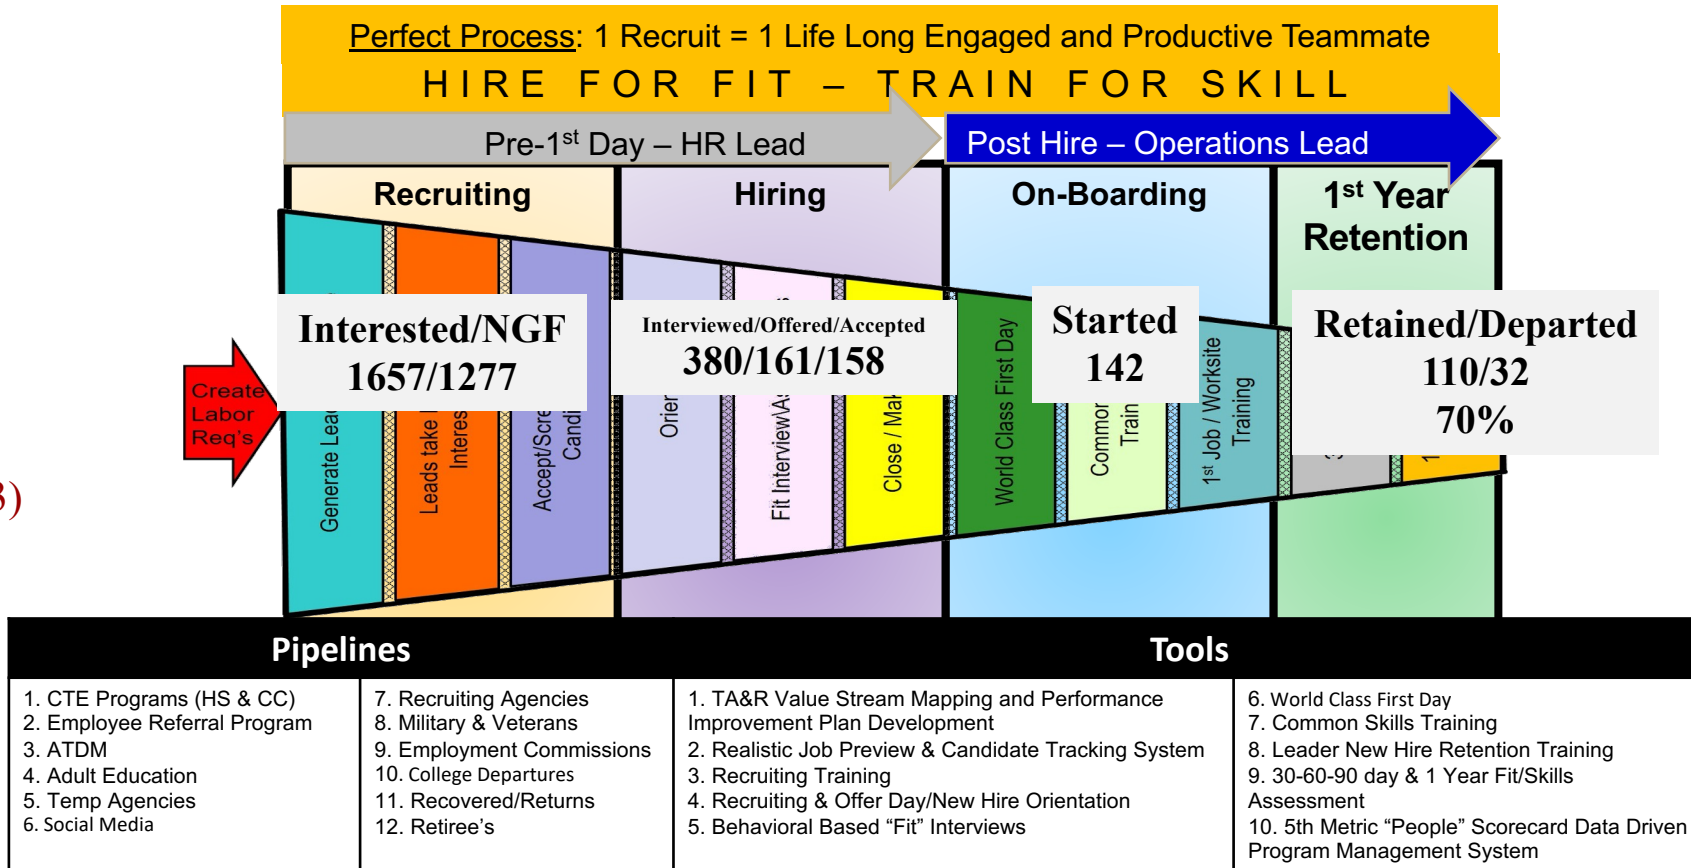 Perfect Process: 1 Recruit = 1 Life Long Engaged and Productive Teammate
HIRE FOR FIT – TRAIN FOR SKILL
Pre-1st Day – HR Lead
Post Hire – Operations Lead
Recruiting
Hiring
On-Boarding
1st Year
Retention
Create
Labor
Req's
3)
Interested/NGF
1657/1277
Interviewed/Offered/Accepted
380/161/158
Started
142
Retained/Departed
110/32
70%
Generate
Leads take
Interes
Accept/Scre
Candi
Orien
Fit Interview\As
Close / Mak
World Class First Day
Common
Train
1st Job / Worksite
Training
Pipelines
1. CTE Programs (HS & CC)
2. Employee Referral Program
3. ATDM
4. Adult Education
5. Temp Agencies
6. Social Media
7. Recruiting Agencies
8. Military & Veterans
9. Employment Commissions
10. College Departures
11. Recovered/Returns
12. Retiree's
Tools
1. TA&R Value Stream Mapping and Performance
Improvement Plan Development
2. Realistic Job Preview & Candidate Tracking System
3. Recruiting Training
4. Recruiting & Offer Day/New Hire Orientation
5. Behavioral Based “Fit” Interviews
6. World Class First Day
7. Common Skills Training
8. Leader New Hire Retention Training
9. 30-60-90 day & 1 Year Fit/Skills
Assessment
10. 5th Metric “People” Scorecard Data Driven
Program Management System